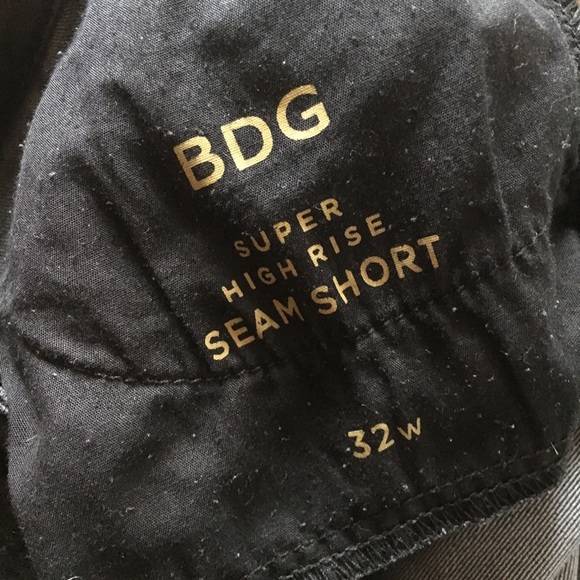 BDG
SUPER
HIGH RISE
SEAM SHORT
32W